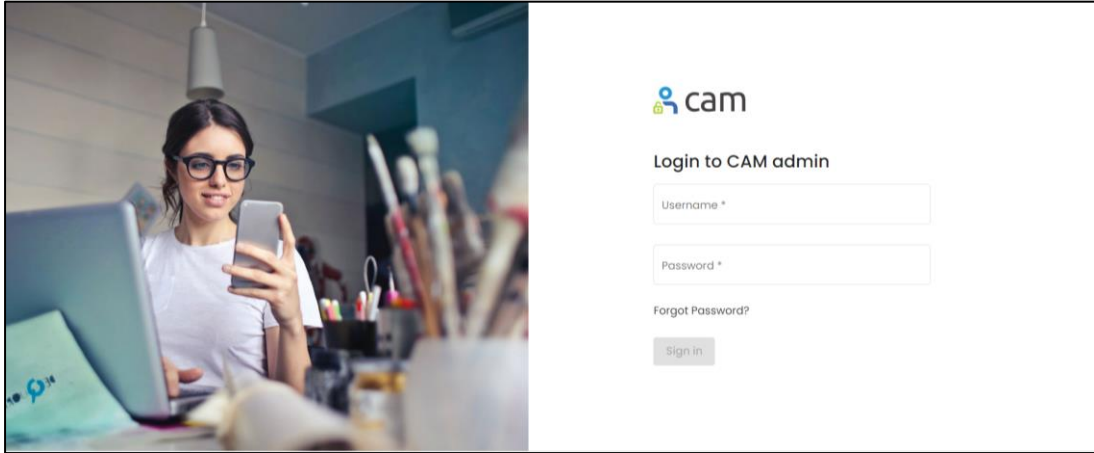 cam
Login to CAM admin
Username *
Password *
Forgot Password?
Sign in